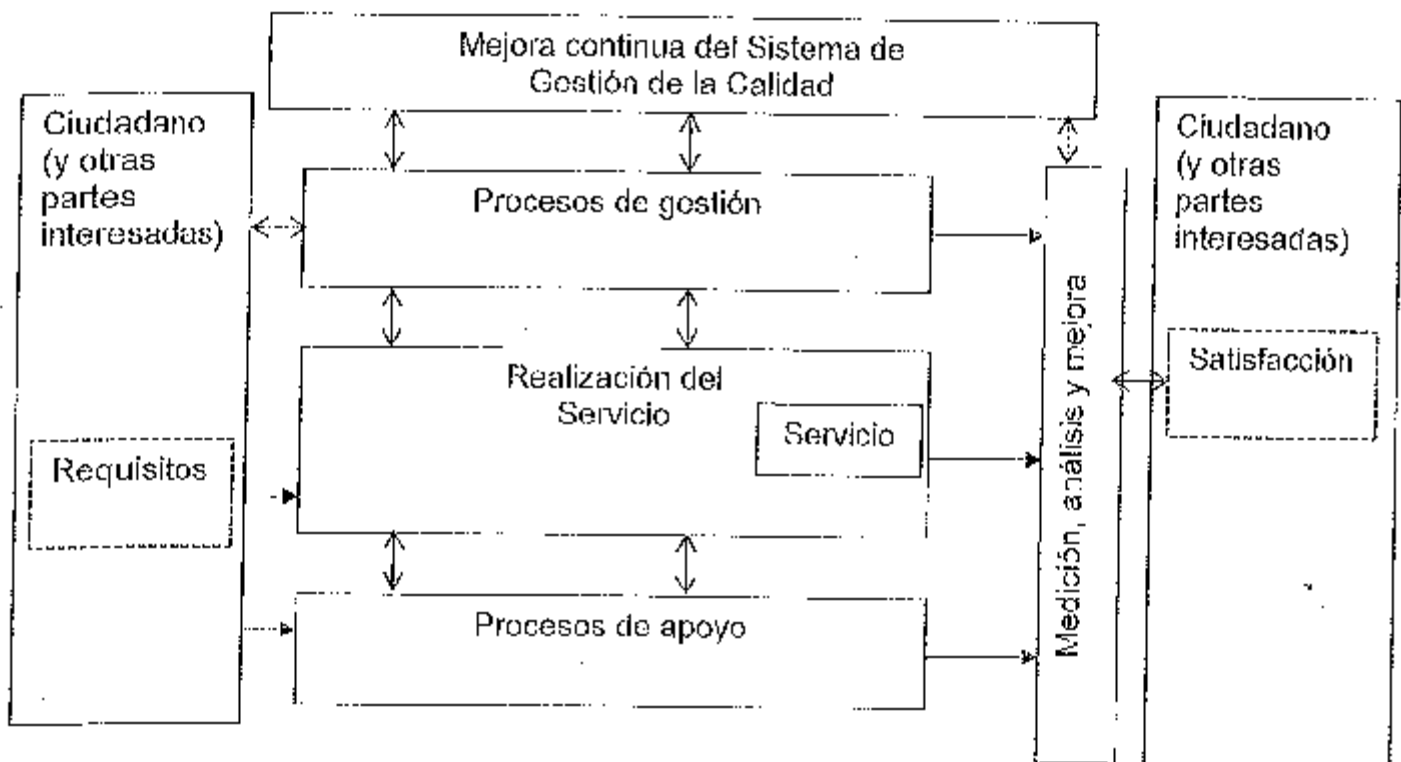 Mejora continua del Sistema de
Gestión de la Calidad
Ciudadano
(y otras
partes
interesadas)
Requisitos
Procesos de gestión
Realización del
Servicio
Servicio
Procesos de apoyo
Medición, análisis y mejora
Ciudadano
(y otras
partes
interesadas)
Satisfacción